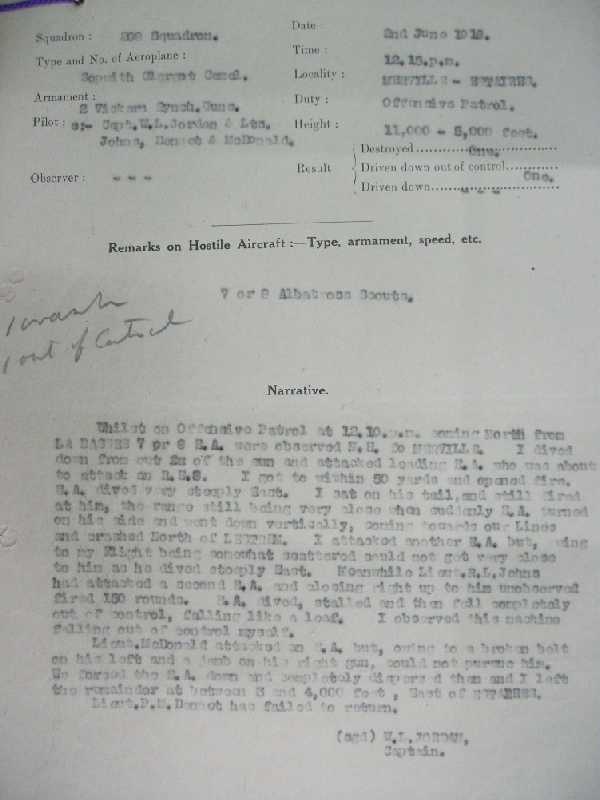 Squadron : 208 Squadron.
Date : 2nd June 1918.
Type and No. of Aeroplane :
Time : 12.15.p.m.
Sopwith Clerget Camel.
Locality : MERVILLE - ESTAIRES.
Armament :
2 Vickers Synch. Guns.
Duty : Offensive Patrol.
Pilot : s:- Capt. W.L.Jordan & Lts.
Johns, Dennet & McDonald.
Height : 11,000 - 5,000 feet.
Observer : - - -
Result
Destroyed............One...............
Driven down out of control............One.
Driven down.....
Remarks on Hostile Aircraft :—Type, armament, speed, etc.
7 or 8 Albatross Scouts.
1 crash
1 out of Control
Narrative.
Whilst on Offensive Patrol at 12.10.p.m. coming North from
LA BASSEE 7 or 8 E.A. were observed N.E. to MERVILLE. I dived
down from out of the sun and attacked leading E.A. who was about
to attack an R.E.8. I got to within 50 yards and opened fire.
E.A. dived very steeply East. I sat on his tail,and still fired
at him, the range still being very close when suddenly E.A. turned
on his side and went down vertically, coming towards our Lines
and crashed North of I attacked another E.A. but, owing
to my Flight being somewhat scattered could not get very close
to him as he dived steeply East. Meanwhile Lieut.R.L.Johns
had attacked a second E.A. and closing right up to him unobserved
fired 150 rounds. E.A. dived, stalled and then fell completely
out of control, falling like a leaf. I observed this machine
falling out of control myself.
Lieut.McDonald attacked an E.A. but, owing to a broken belt
on his left and a jamb on his right gun, could not pursue him.
We forced the E.A. down and completely dispersed them and I left
the remainder at between 3 and 4,000 feet , East of ESTAIRES.
Lieut.P.M.Dennet has failed to return.
(sgd) W.L.JORDAN,
Captain.